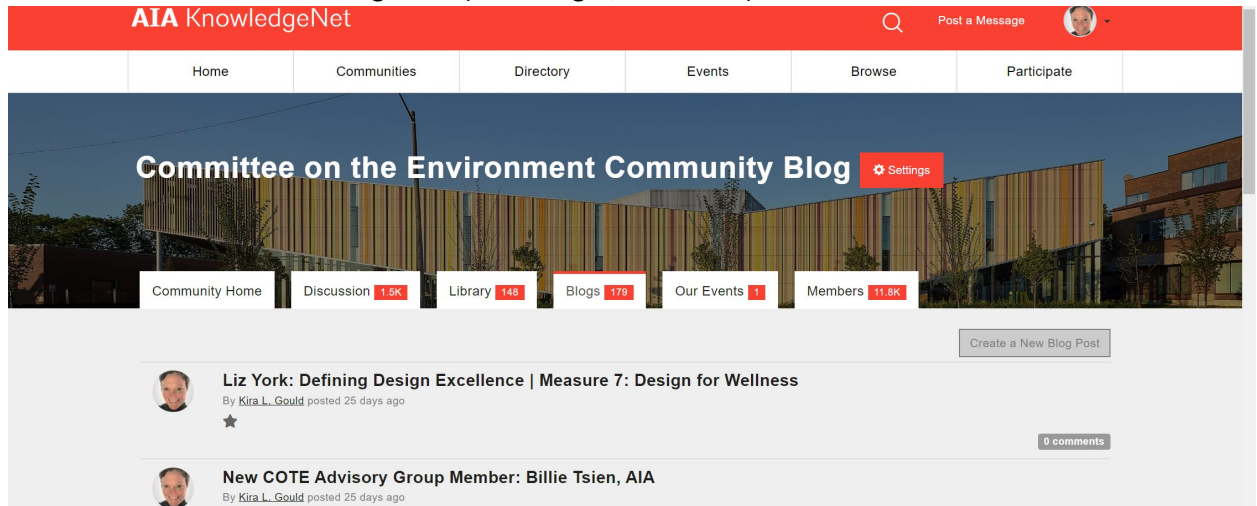 AIA KnowledgeNet
Post a Message
Home Communities Directory Events Browse Participate
Committee on the Environment Community Blog Settings
Community Home Discussion 1.5K Library 148 Blogs 179 Our Events 1 Members 11.8K
Create a New Blog Post
Liz York: Defining Design Excellence | Measure 7: Design for Wellness
By Kira L. Gould posted 25 days ago
0 comments
New COTE Advisory Group Member: Billie Tsien, AIA
By Kira L. Gould posted 25 days ago